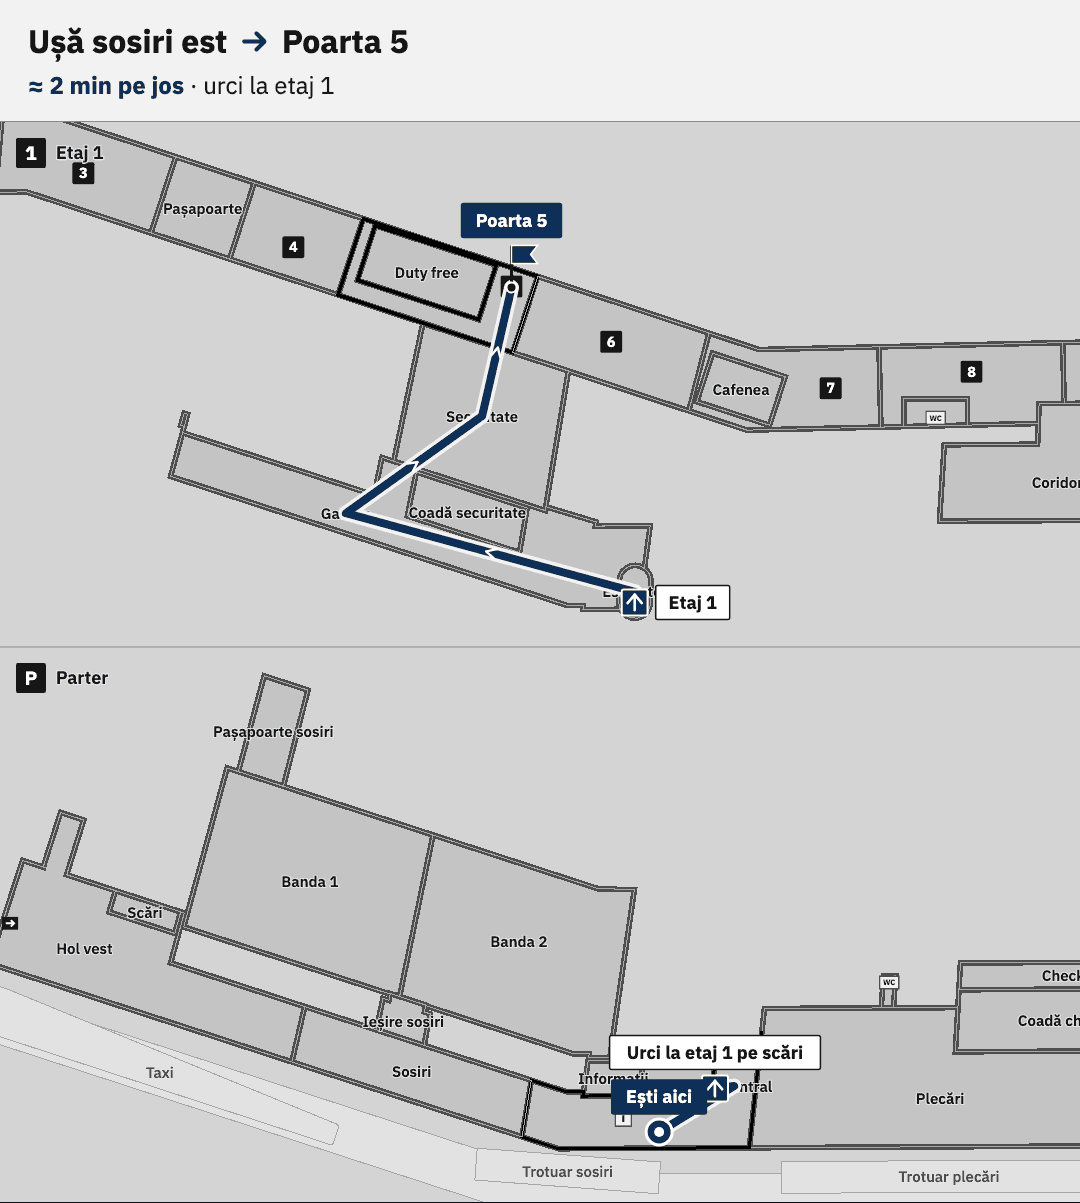 Ușă sosiri est → Poarta 5
≈ 2 min pe jos · urci la etaj 1
1 Etaj 1
3
Pașapoarte
Poarta 5
4
Duty free
6
Cafenea
7
8
WC
Securitate
Coridor
Coadă securitate
Etaj 1
P Parter
Pașapoarte sosiri
Banda 1
Scări
Banda 2
Hol vest
WC
Check
Ieșire sosiri
Coadă ch
Urci la etaj 1 pe scări
Taxi
Sosiri
Informații
Ești aici
i
Plecări
Trotuar sosiri
Trotuar plecări